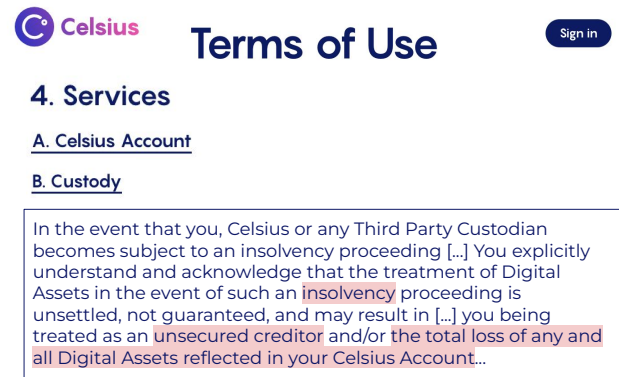 Celsius
Terms of Use
Sign in
4. Services
A. Celsius Account
B. Custody
In the event that you, Celsius or any Third Party Custodian
becomes subject to an insolvency proceeding [...] You explicitly
understand and acknowledge that the treatment of Digital
Assets in the event of such an insolvency proceeding is
unsettled, not guaranteed, and may result in [...] you being
treated as an unsecured creditor and/or the total loss of any and
all Digital Assets reflected in your Celsius Account...